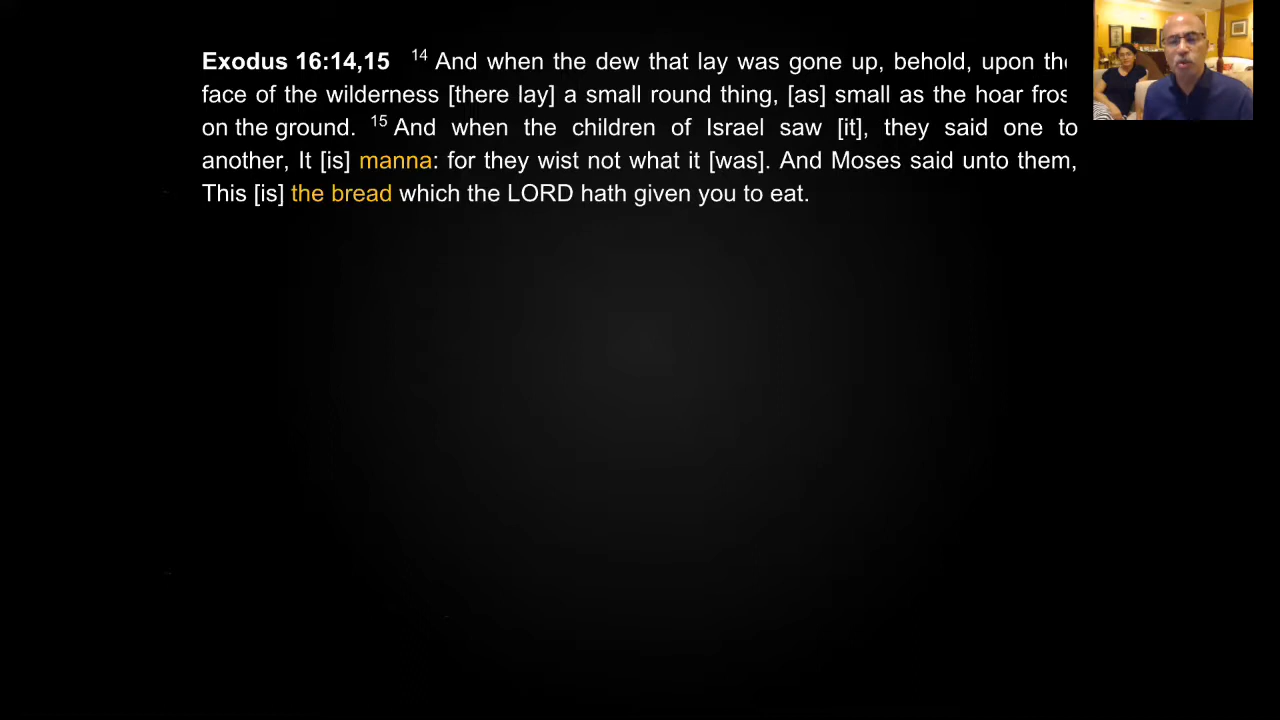 Exodus 16:14,15 14 And when the dew that lay was gone up, behold, upon the
face of the wilderness [there lay] a small round thing, [as] small as the hoar fros
on the ground. 15 And when the children of Israel saw [it], they said one to
another, It [is] manna: for they wist not what it [was]. And Moses said unto them,
This [is] the bread which the LORD hath given you to eat.